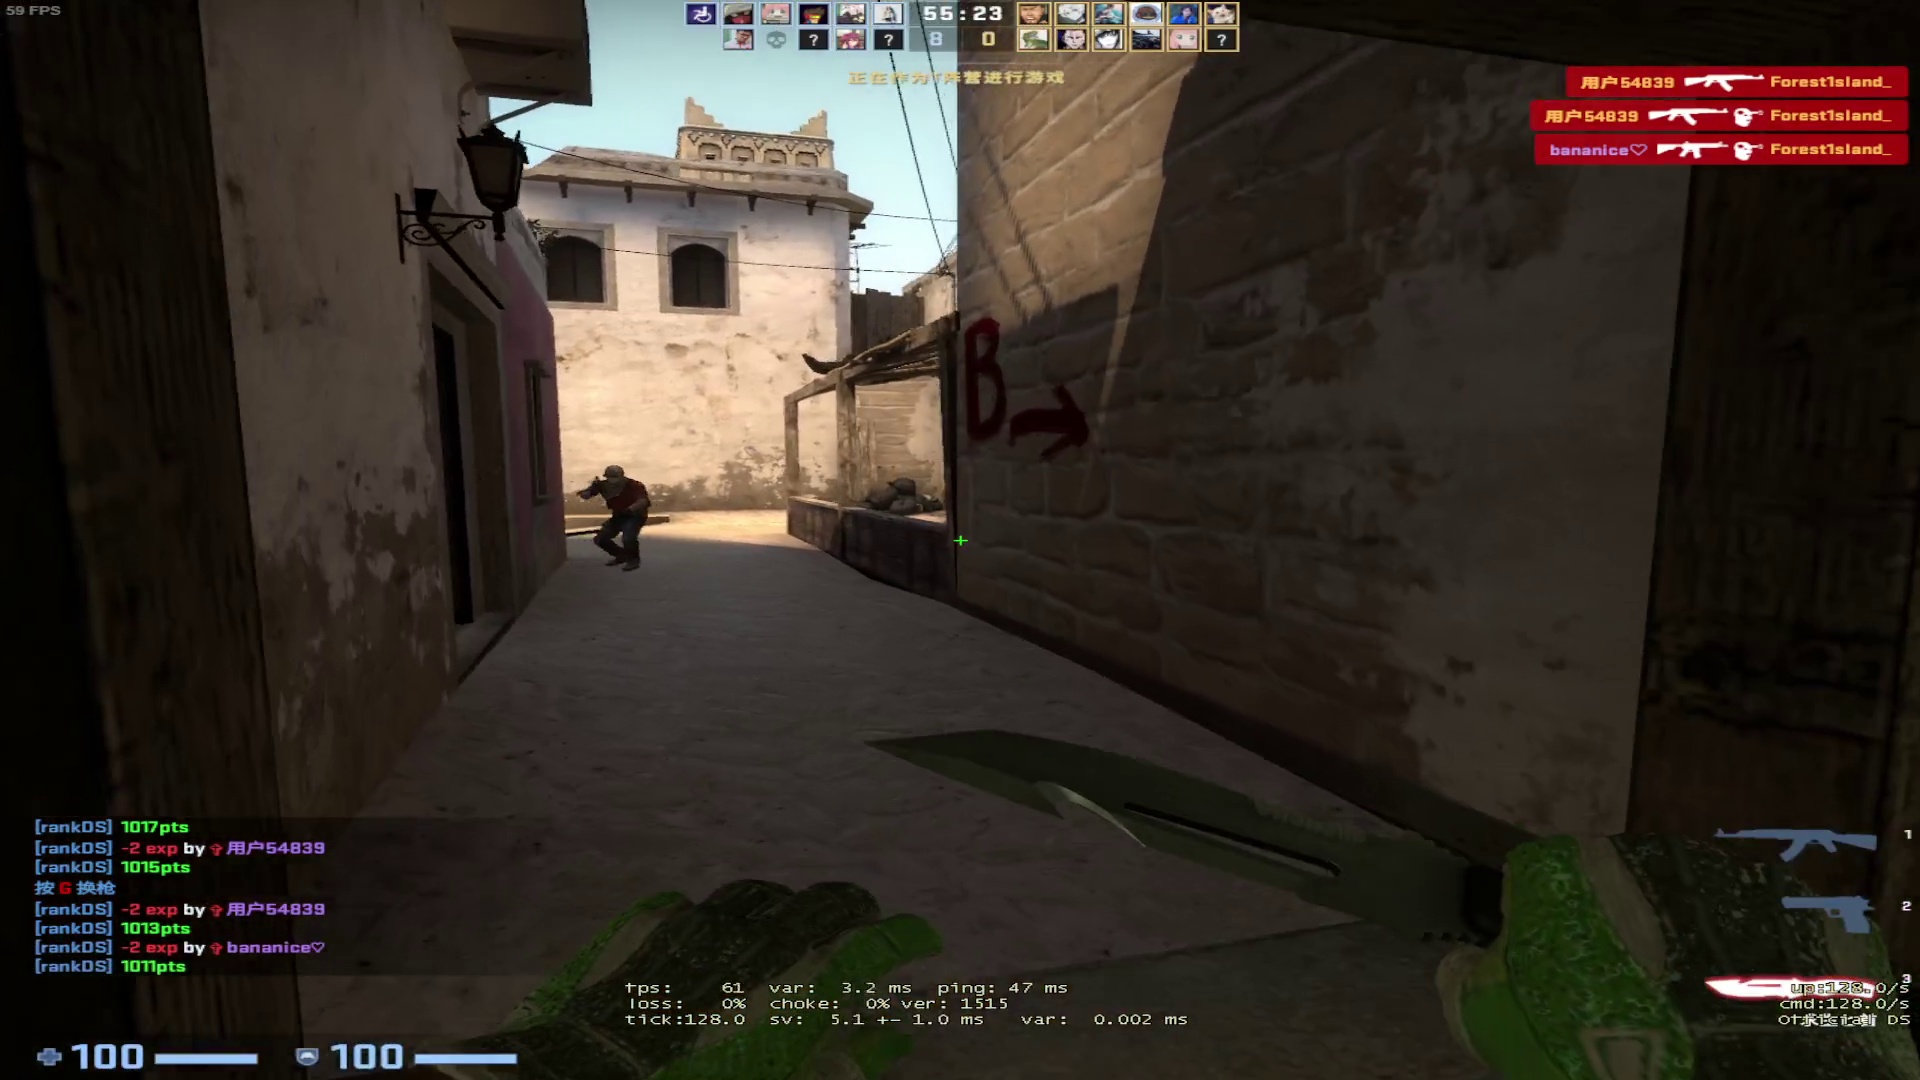 59 FPS
55:23
? ? 8 0 ?
正在作为T阵营进行游戏
用户54839 Forest1sland_
用户54839 Forest1sland_
bananice♡ Forest1sland_
B
[rankDS] 1017pts
[rankDS] -2 exp by ✞用户54839
[rankDS] 1015pts
按 G 换枪
[rankDS] -2 exp by ✞用户54839
[rankDS] 1013pts
[rankDS] -2 exp by ✞bananice♡
[rankDS] 1011pts
1
2
3
fps: 61 var: 3.2 ms ping: 47 ms
loss: 0% choke: 0% ver: 1515
tick:128.0 sv: 5.1 +- 1.0 ms var: 0.002 ms
up:128.0/s
cmd:128.0/s
DS
100 100